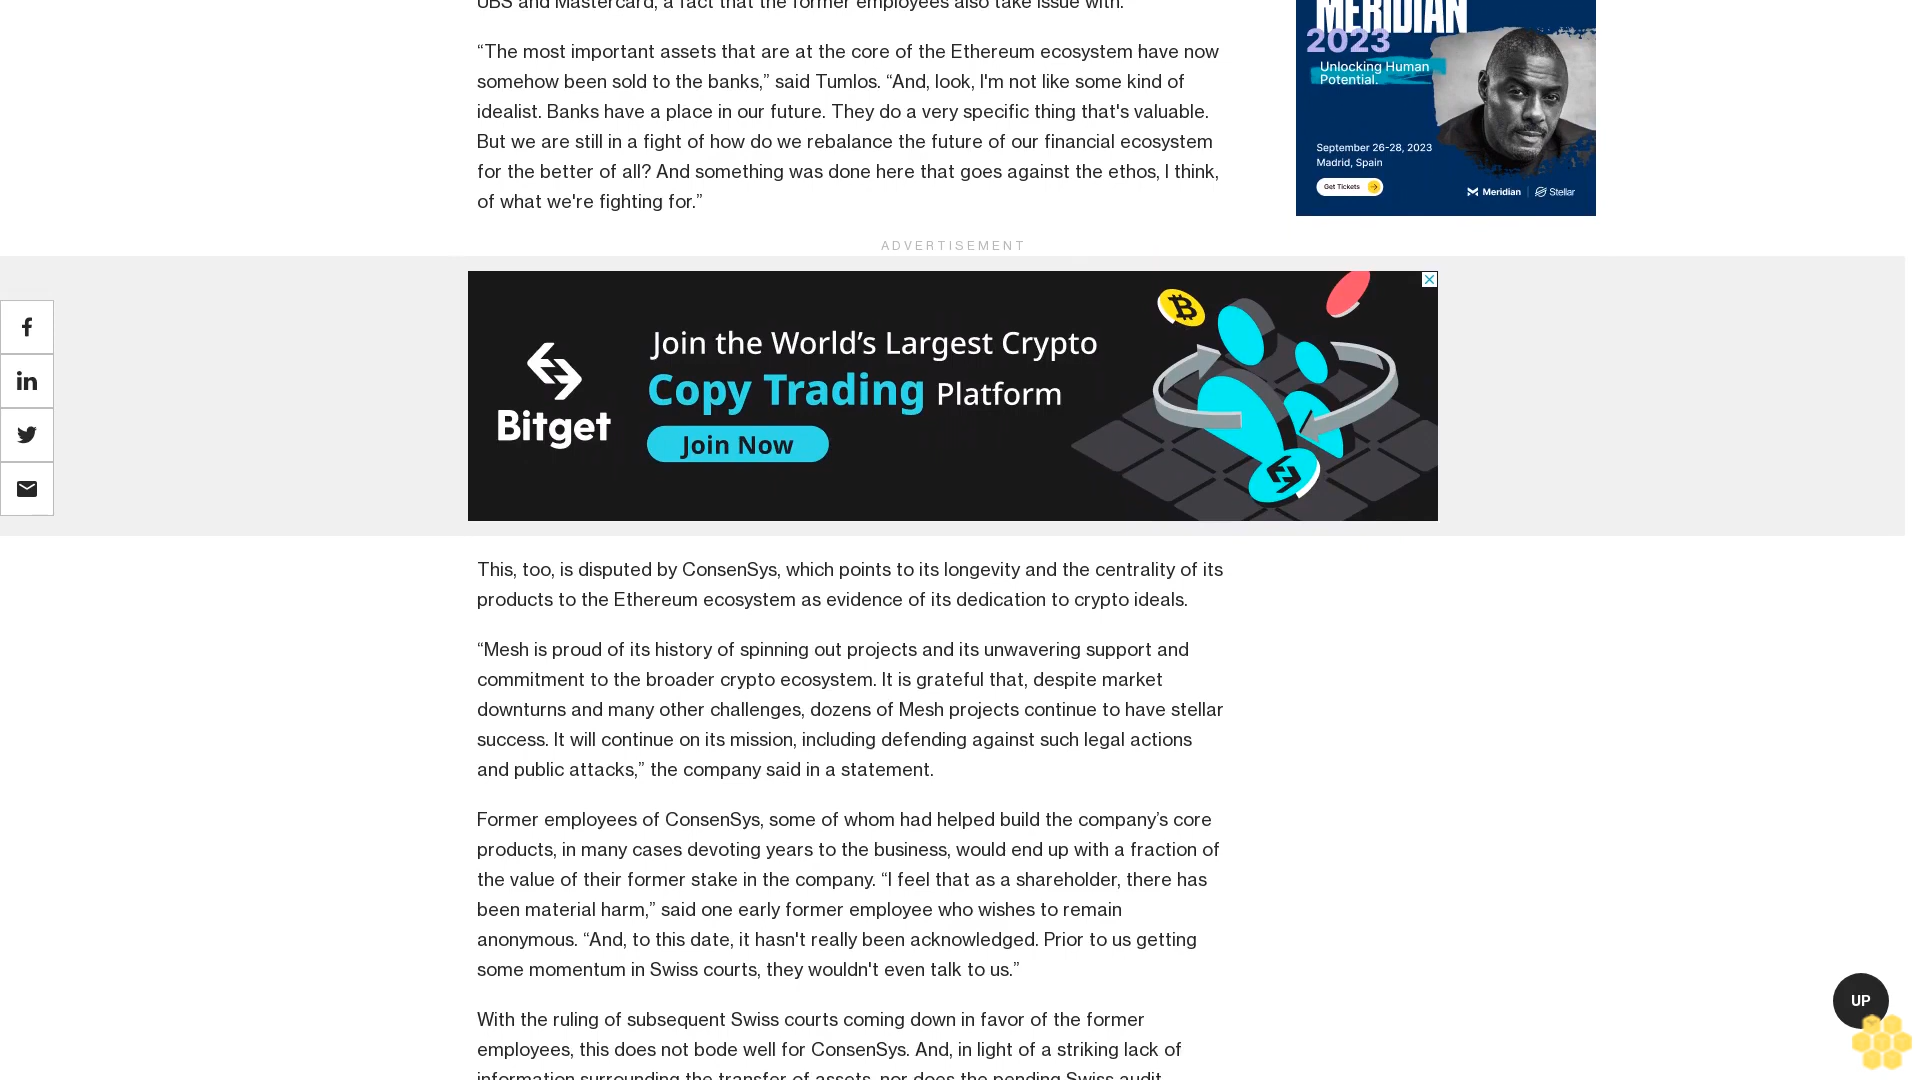 UBS and Mastercard, a fact that the former employees also take issue with.
“The most important assets that are at the core of the Ethereum ecosystem have now
somehow been sold to the banks,” said Tumlos. “And, look, I'm not like some kind of
idealist. Banks have a place in our future. They do a very specific thing that's valuable.
But we are still in a fight of how do we rebalance the future of our financial ecosystem
for the better of all? And something was done here that goes against the ethos, I think,
of what we're fighting for.”
MERIDIAN
2023
Unlocking Human
Potential.
September 26-28, 2023
Madrid, Spain
Get Tickets
Meridian
Stellar
ADVERTISEMENT
Bitget
Join the World’s Largest Crypto
Copy Trading Platform
Join Now
This, too, is disputed by ConsenSys, which points to its longevity and the centrality of its
products to the Ethereum ecosystem as evidence of its dedication to crypto ideals.
“Mesh is proud of its history of spinning out projects and its unwavering support and
commitment to the broader crypto ecosystem. It is grateful that, despite market
downturns and many other challenges, dozens of Mesh projects continue to have stellar
success. It will continue on its mission, including defending against such legal actions
and public attacks,” the company said in a statement.
Former employees of ConsenSys, some of whom had helped build the company’s core
products, in many cases devoting years to the business, would end up with a fraction of
the value of their former stake in the company. “I feel that as a shareholder, there has
been material harm,” said one early former employee who wishes to remain
anonymous. “And, to this date, it hasn't really been acknowledged. Prior to us getting
some momentum in Swiss courts, they wouldn't even talk to us.”
With the ruling of subsequent Swiss courts coming down in favor of the former
employees, this does not bode well for ConsenSys. And, in light of a striking lack of
information surrounding the transfer of assets, nor does the pending Swiss audit
UP